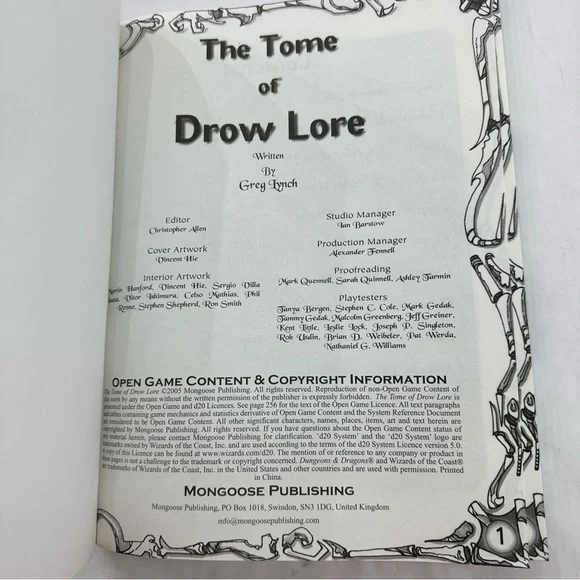 The Tome
of
Drow Lore
Written
By
Greg Lynch
Editor
Christopher Allen
Cover Artwork
Vincent Hie
Interior Artwork
Hanford, Vincent Hie, Sergio Villa
Vitor Ishimura, Celso Mathias, Phil
Renne, Stephen Shepherd, Ron Smith
Studio Manager
Ian Barstow
Production Manager
Alexander Fennell
Proofreading
Mark Quennell, Sarah Quinnell, Ashley Tarmin
Playtesters
Tanya Bergen, Stephen C. Cole, Mark Gedak,
Tammy Gedak, Malcolm Greenberg, Jeff Greiner,
Kent Little, Leslie Lock, Joseph P. Singleton,
Rob Usdin, Brian D. Weibeler, Pat Werda,
Nathaniel G. Williams
Open Game Content & Copyright Information
The Tome of Drow Lore ©2005 Mongoose Publishing. All rights reserved. Reproduction of non-Open Game Content of
this work by any means without the written permission of the publisher is expressly forbidden. The Tome of Drow Lore is
presented under the Open Game and d20 Licences. See page 256 for the text of the Open Game Licence. All text paragraphs
and tables containing game mechanics and statistics derivative of Open Game Content and the System Reference Document
are considered to be Open Game Content. All other significant characters, names, places, items, art and text herein are
copyrighted by Mongoose Publishing. All rights reserved. If you have questions about the Open Game Content status of
any material herein, please contact Mongoose Publishing for clarification. 'd20 System' and the 'd20 System' logo are
trademarks owned by Wizards of the Coast, Inc. and are used according to the terms of the d20 System Licence version 5.0.
A copy of this Licence can be found at www.wizards.com/d20. The mention of or reference to any company or product in
these pages is not a challenge to the trademark or copyright concerned. Dungeons & Dragons® and Wizards of the Coast®
are trademarks of Wizards of the Coast, Inc. in the United States and other countries and are used with permission. Printed
in China.
Mongoose Publishing
Mongoose Publishing, PO Box 1018, Swindon, SN3 1DG, United Kingdom
info@mongoosepublishing.com
1